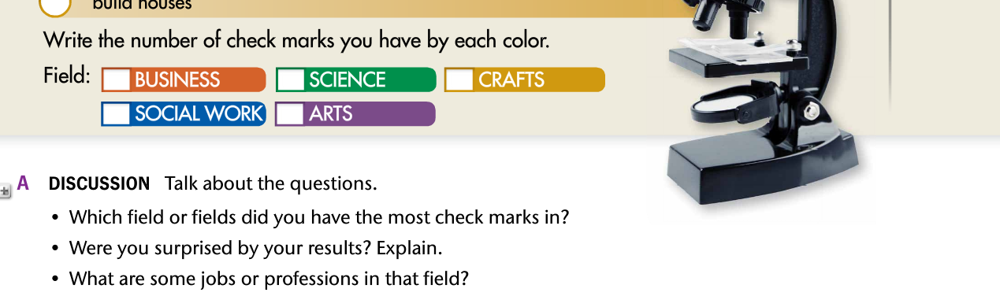 build houses
Write the number of check marks you have by each color.
Field: BUSINESS SCIENCE CRAFTS
SOCIAL WORK ARTS
A DISCUSSION Talk about the questions.
• Which field or fields did you have the most check marks in?
• Were you surprised by your results? Explain.
• What are some jobs or professions in that field?